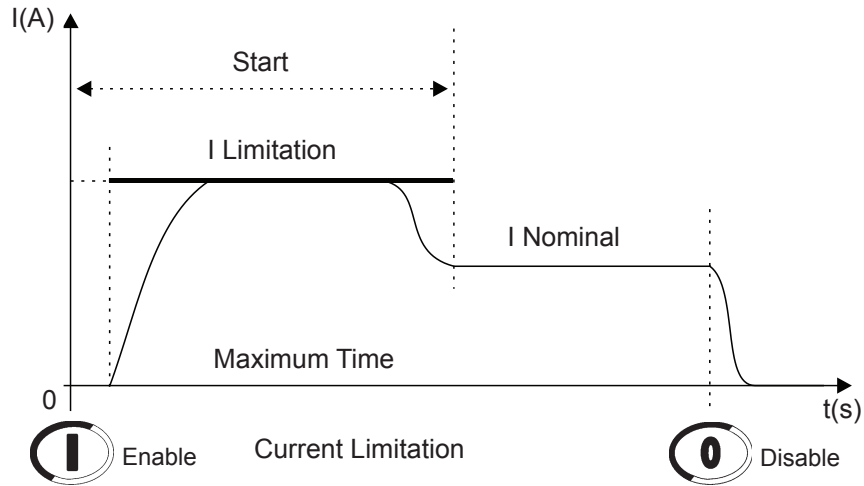 I(A)
Start
I Limitation
I Nominal
Maximum Time
0
t(s)
I Enable
Current Limitation
0 Disable